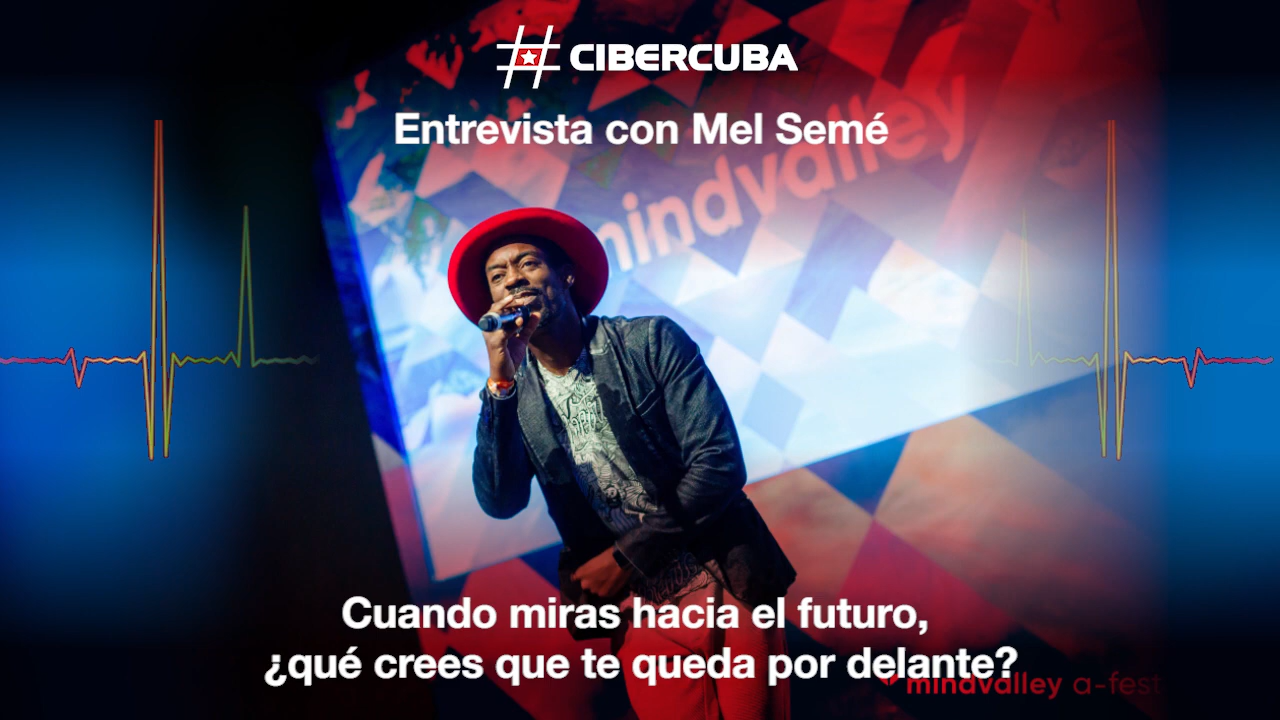 CIBERCUBA
Entrevista con Mel Semé
mindvalley
Cuando miras hacia el futuro,
¿qué crees que te queda por delante?
mindvalley a-fest